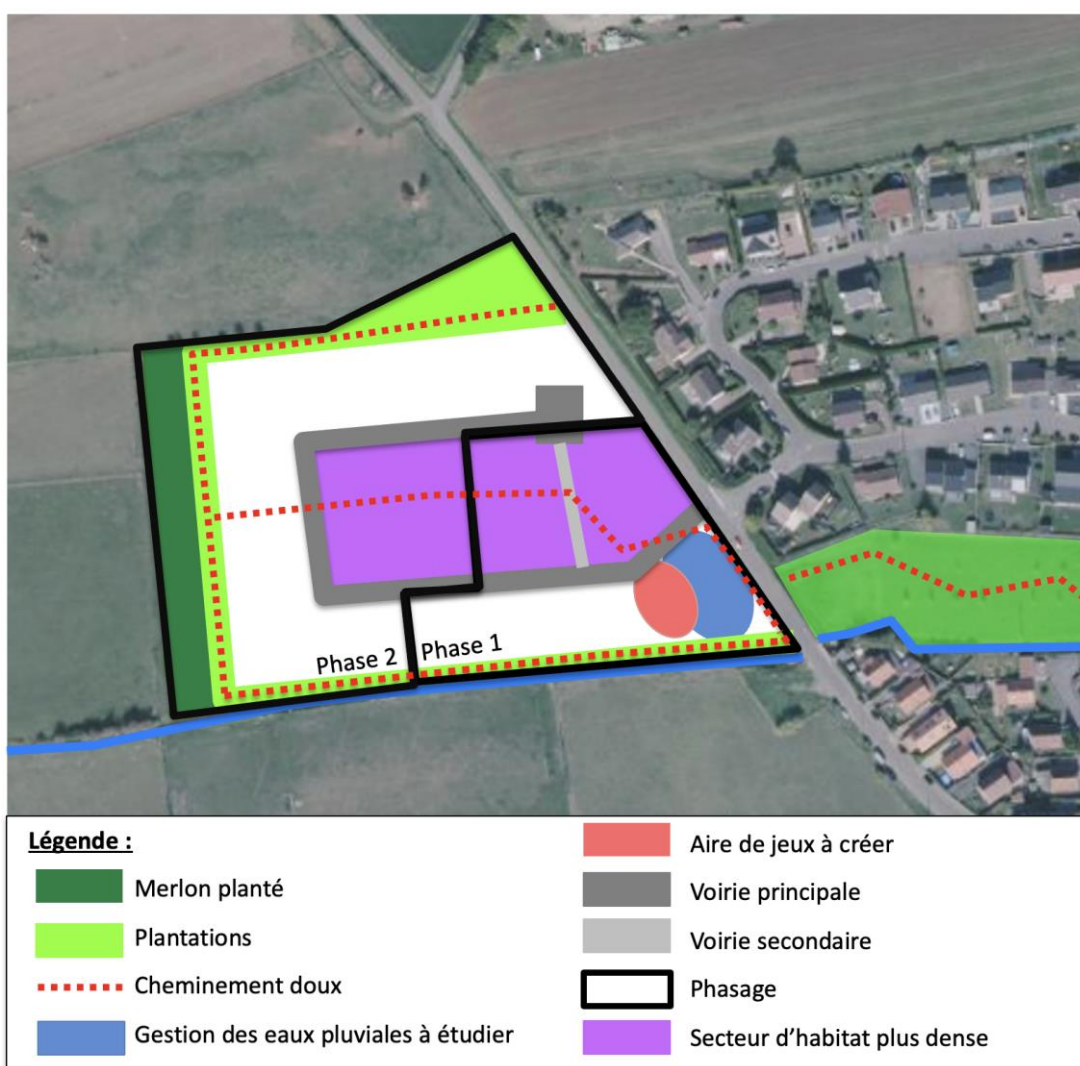 Phase 2
Phase 1
Légende :
Merlon planté
Plantations
Cheminement doux
Gestion des eaux pluviales à étudier
Aire de jeux à créer
Voirie principale
Voirie secondaire
Phasage
Secteur d’habitat plus dense